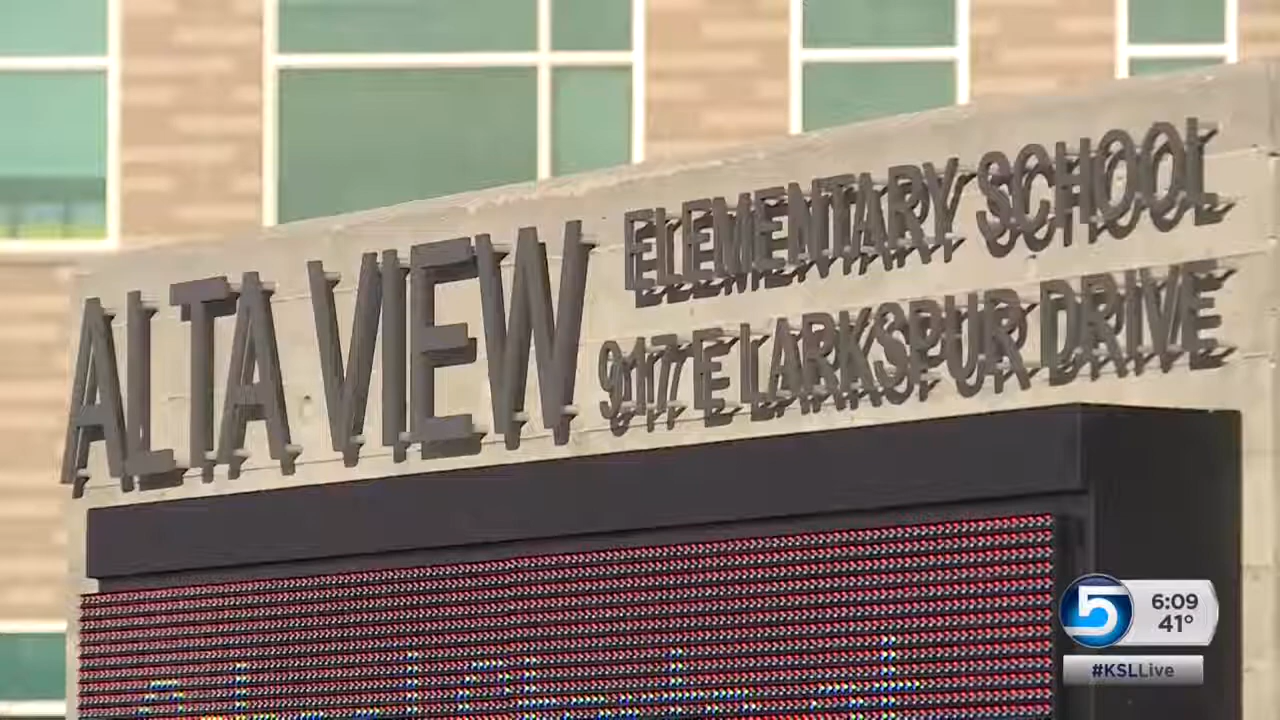 ALTA VIEW
ELEMENTARY SCHOOL
917 E LARKSPUR DRIVE
5
6:09
41°
#KSLLive